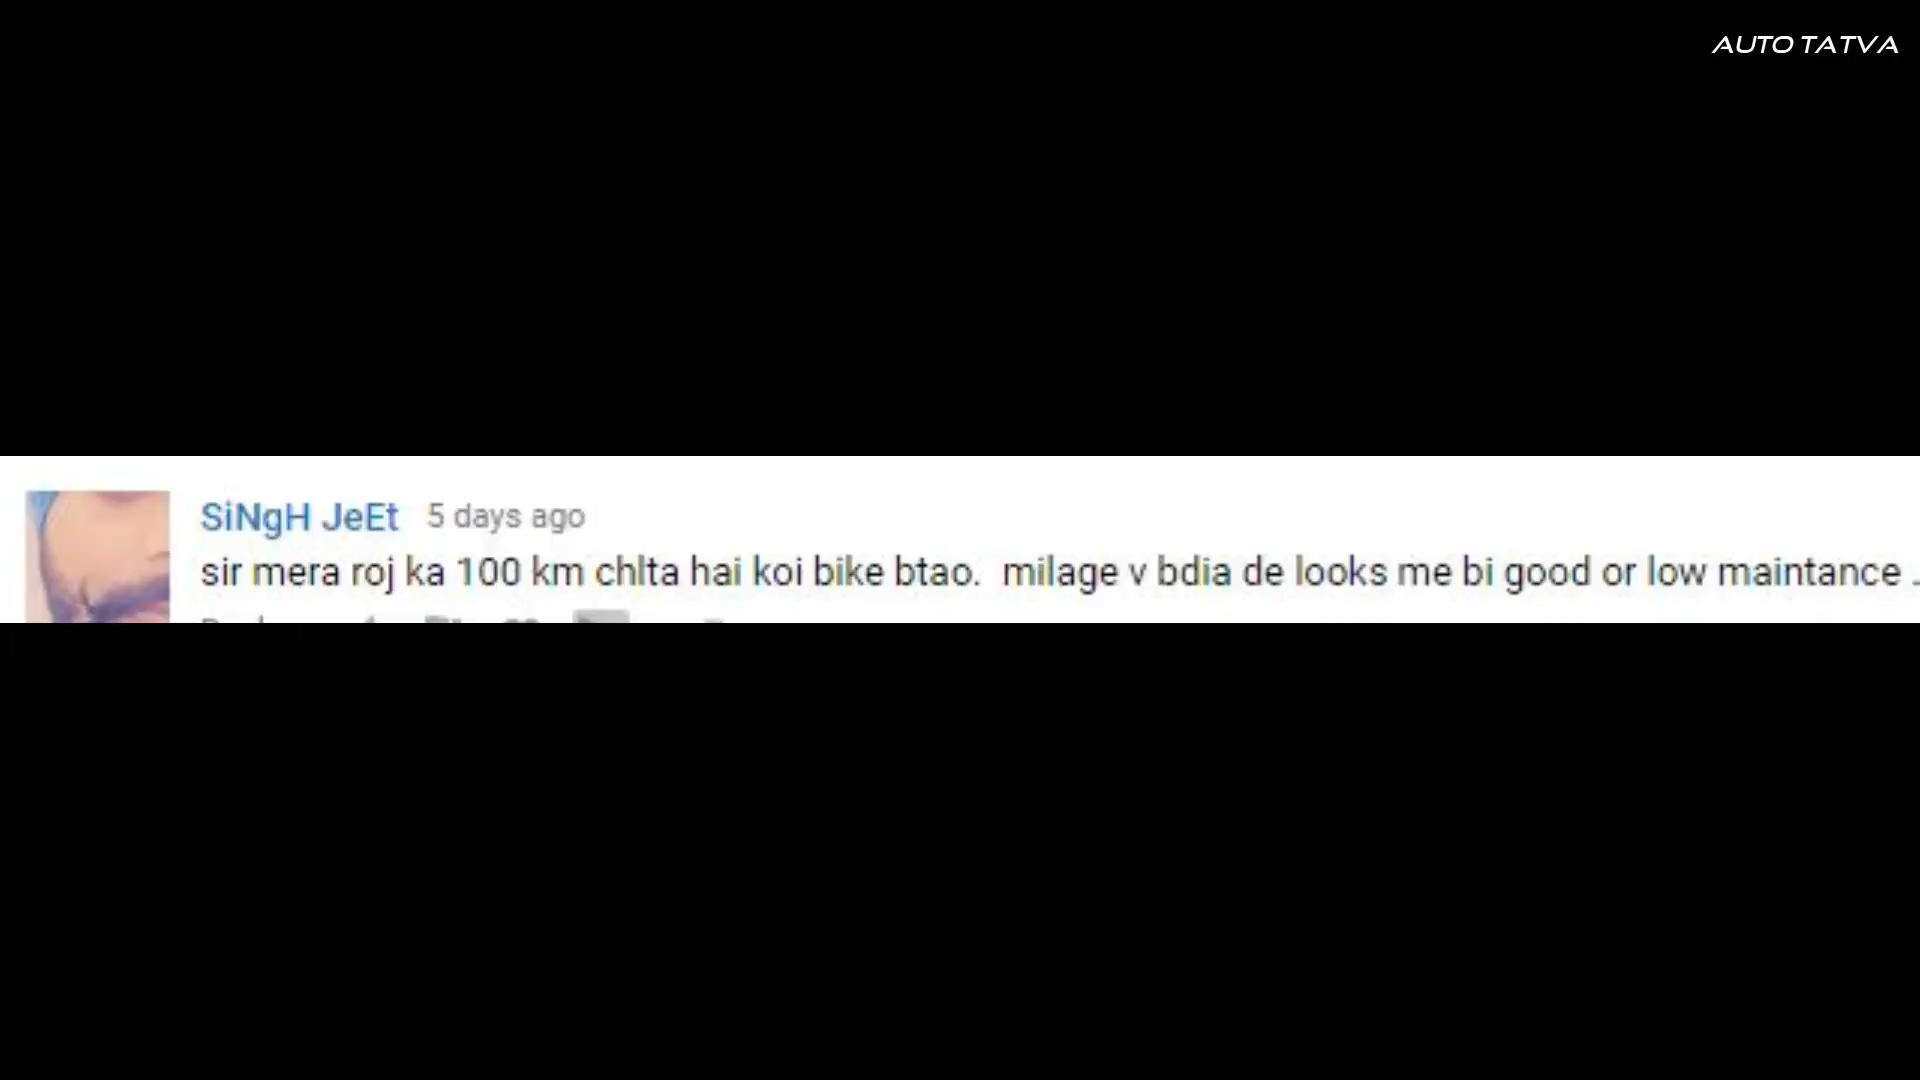 AUTO TATVA
SiNgH JeEt 5 days ago
sir mera roj ka 100 km chlta hai koi bike btao. milage v bdia de looks me bi good or low maintance .